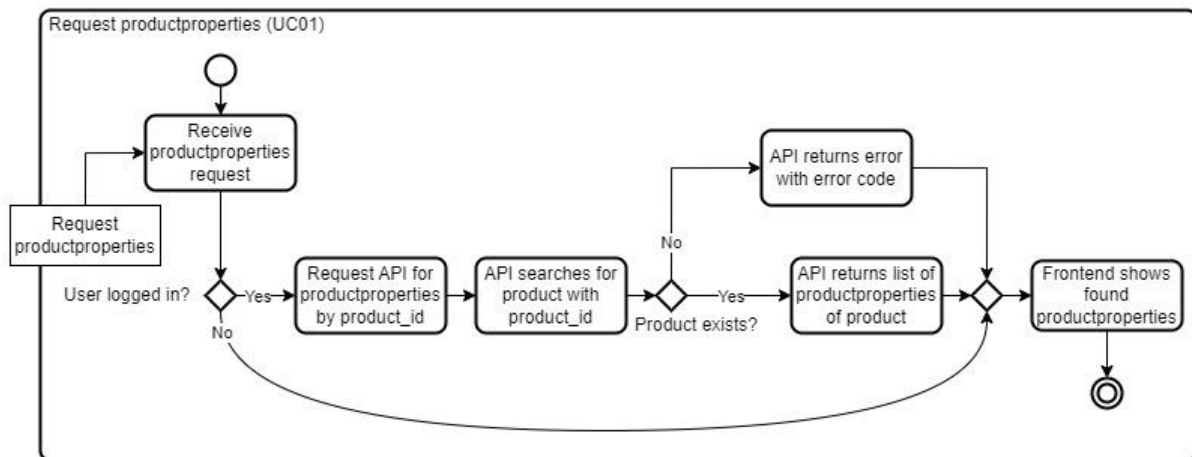 Request productproperties (UC01)
Receive
productproperties
request
Request
productproperties
User logged in?
Yes
No
Request API for
productproperties
by product_id
API searches for
product with
product_id
Product exists?
No
Yes
API returns error
with error code
API returns list of
productproperties
of product
Frontend shows
found
productproperties